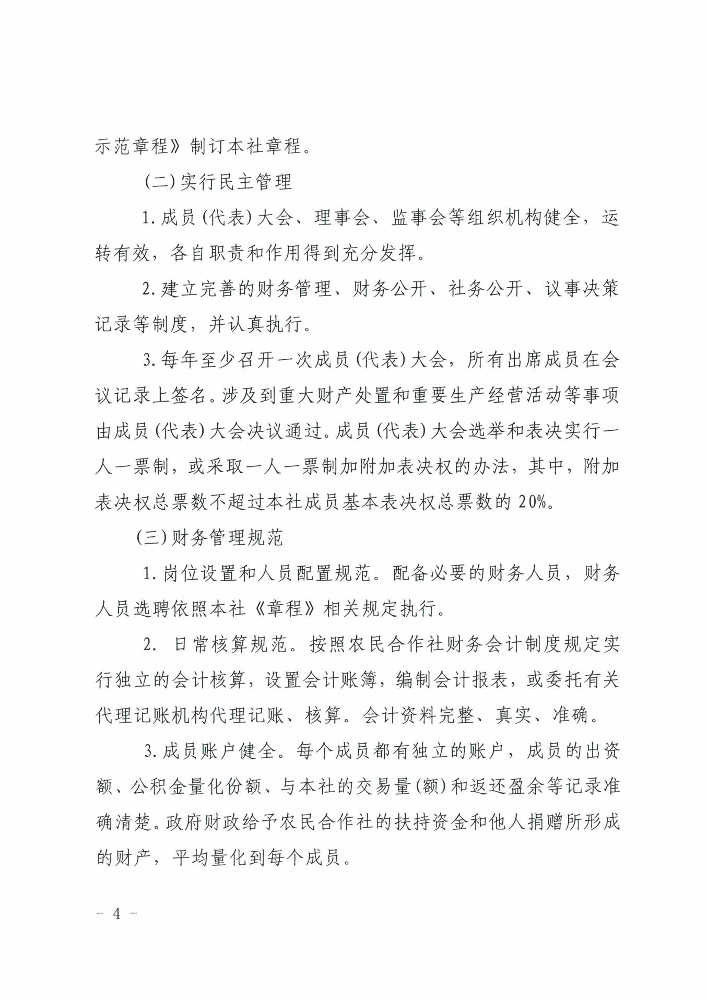 示范章程》制订本社章程。
(二)实行民主管理
1.成员(代表)大会、理事会、监事会等组织机构健全，运
转有效，各自职责和作用得到充分发挥。
2.建立完善的财务管理、财务公开、社务公开、议事决策
记录等制度，并认真执行。
3.每年至少召开一次成员(代表)大会，所有出席成员在会
议记录上签名。涉及到重大财产处置和重要生产经营活动等事项
由成员(代表)大会决议通过。成员(代表)大会选举和表决实行一
人一票制，或采取一人一票制加附加表决权的办法，其中，附加
表决权总票数不超过本社成员基本表决权总票数的 20%。
(三)财务管理规范
1.岗位设置和人员配置规范。配备必要的财务人员，财务
人员选聘依照本社《章程》相关规定执行。
2. 日常核算规范。按照农民合作社财务会计制度规定实
行独立的会计核算，设置会计账簿，编制会计报表，或委托有关
代理记账机构代理记账、核算。会计资料完整、真实、准确。
3.成员账户健全。每个成员都有独立的账户，成员的出资
额、公积金量化份额、与本社的交易量(额)和返还盈余等记录准
确清楚。政府财政给予农民合作社的扶持资金和他人捐赠所形成
的财产，平均量化到每个成员。
- 4 -